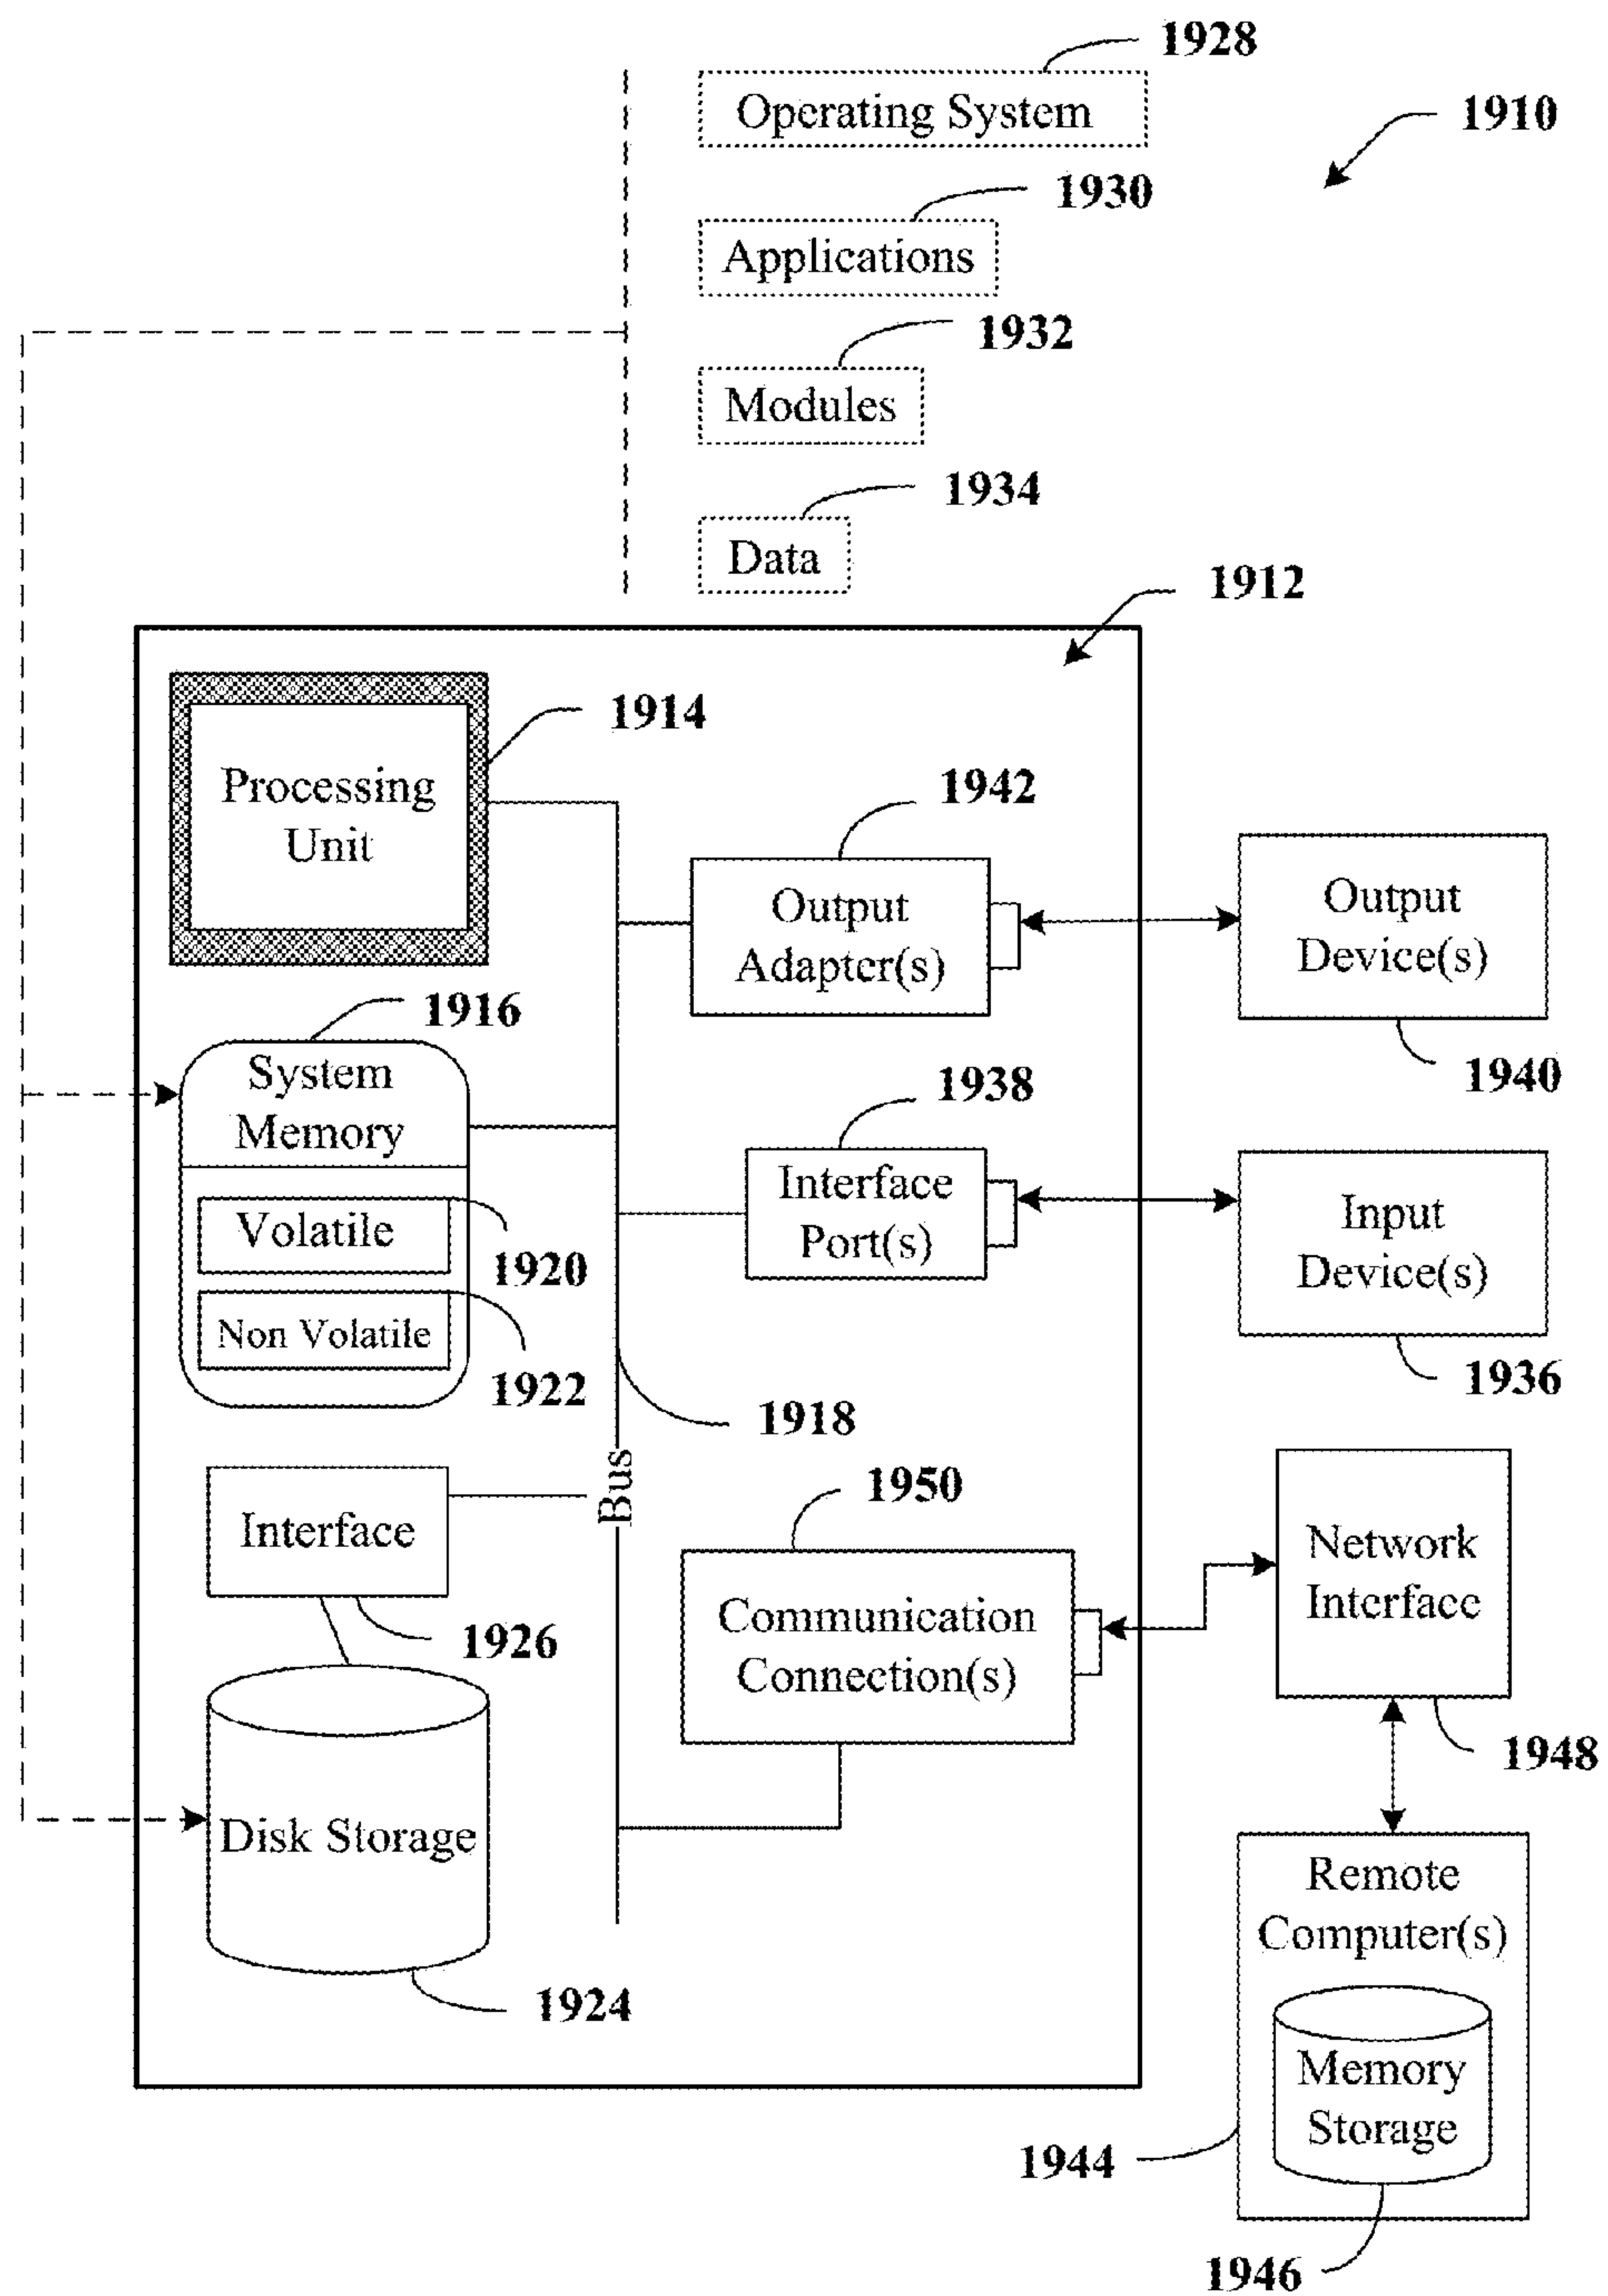 1928
Operating System
1910
1930
Applications
1932
Modules
1934
Data
1912
1914
Processing
Unit
1942
Output
Adapter(s)
Output
Device(s)
1940
1916
System
Memory
Volatile
1920
Non Volatile
1922
1938
Interface
Port(s)
Input
Device(s)
1936
1918
Bus
Interface
1926
1950
Communication
Connection(s)
Network
Interface
1948
Disk Storage
1924
Remote
Computer(s)
Memory
Storage
1944
1946